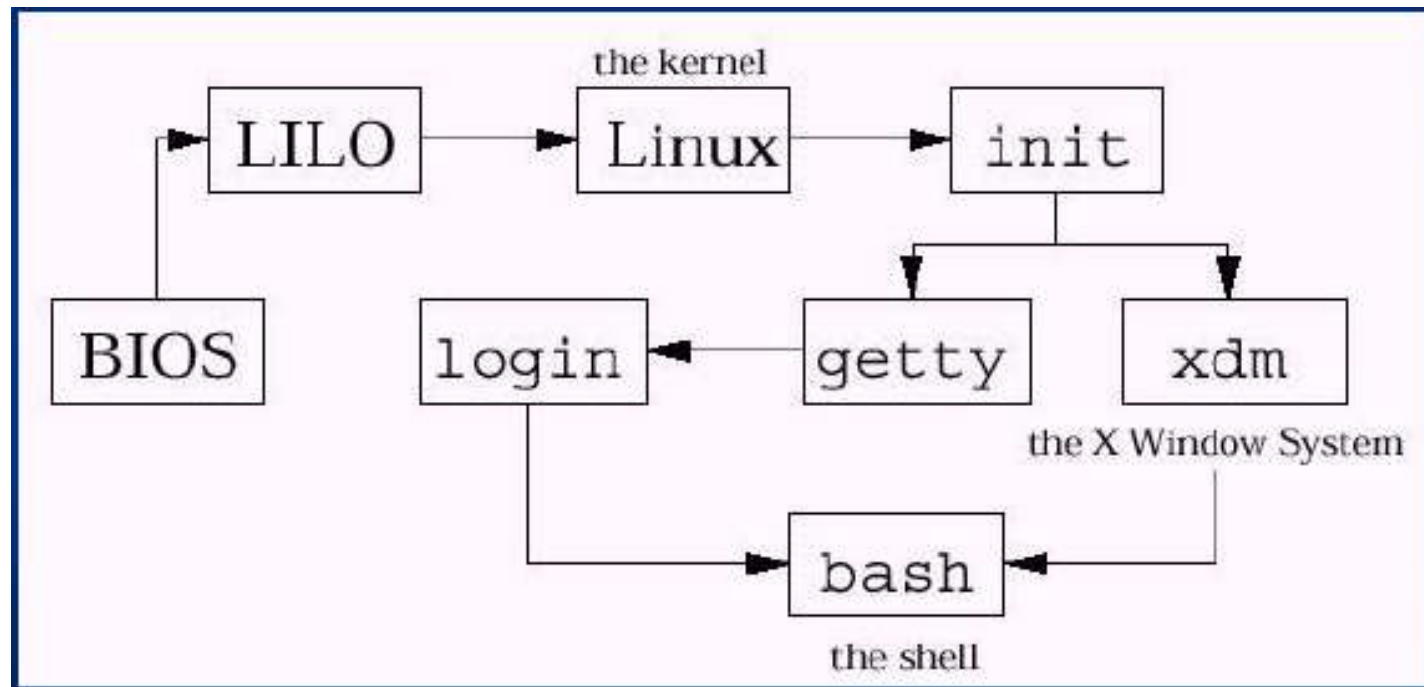 the kernel
LILO
Linux
init
BIOS
login
getty
xdm
the X Window System
bash
the shell